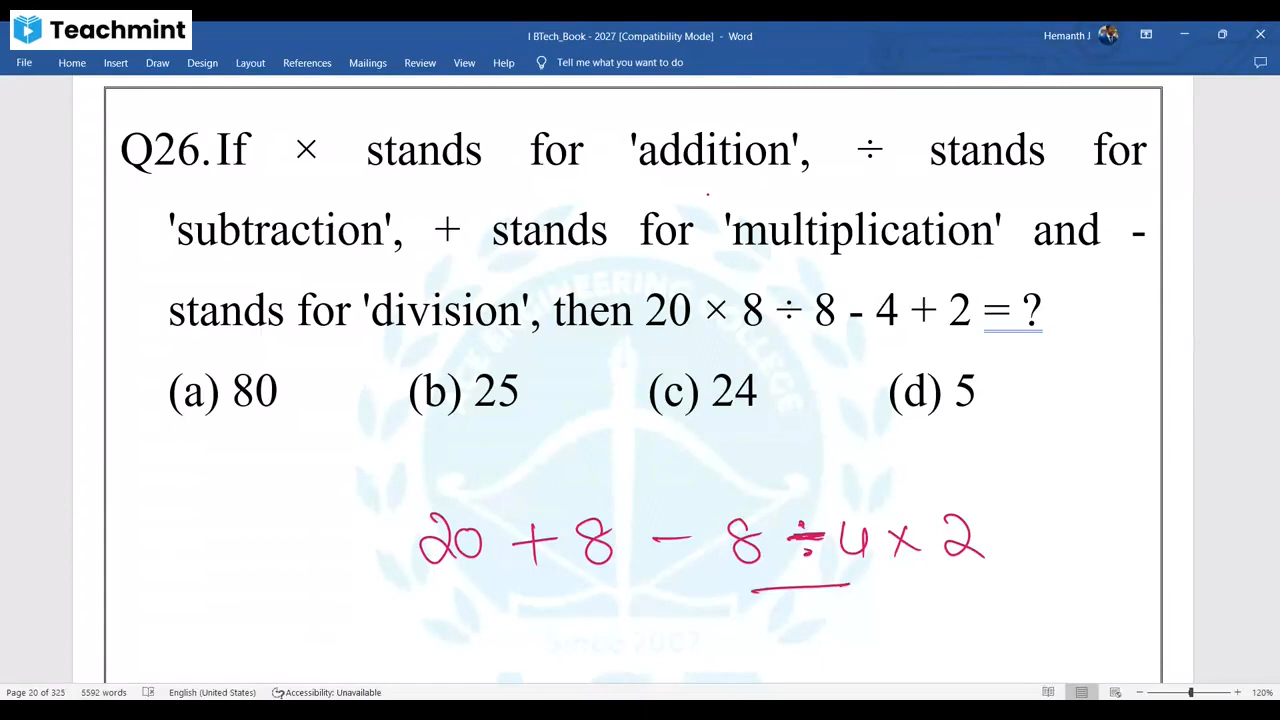 Teachmint
I BTech_Book - 2027 [Compatibility Mode] - Word
Hemanth J
File Home Insert Draw Design Layout References Mailings Review View Help Tell me what you want to do
Q26. If × stands for 'addition', ÷ stands for
'subtraction', + stands for 'multiplication' and -
stands for 'division', then 20 × 8 ÷ 8 - 4 + 2 = ?
(a) 80 (b) 25 (c) 24 (d) 5
20 + 8 − 8 ÷ 4 × 2
Since 2007
Page 20 of 325 5592 words English (United States) Accessibility: Unavailable 120%